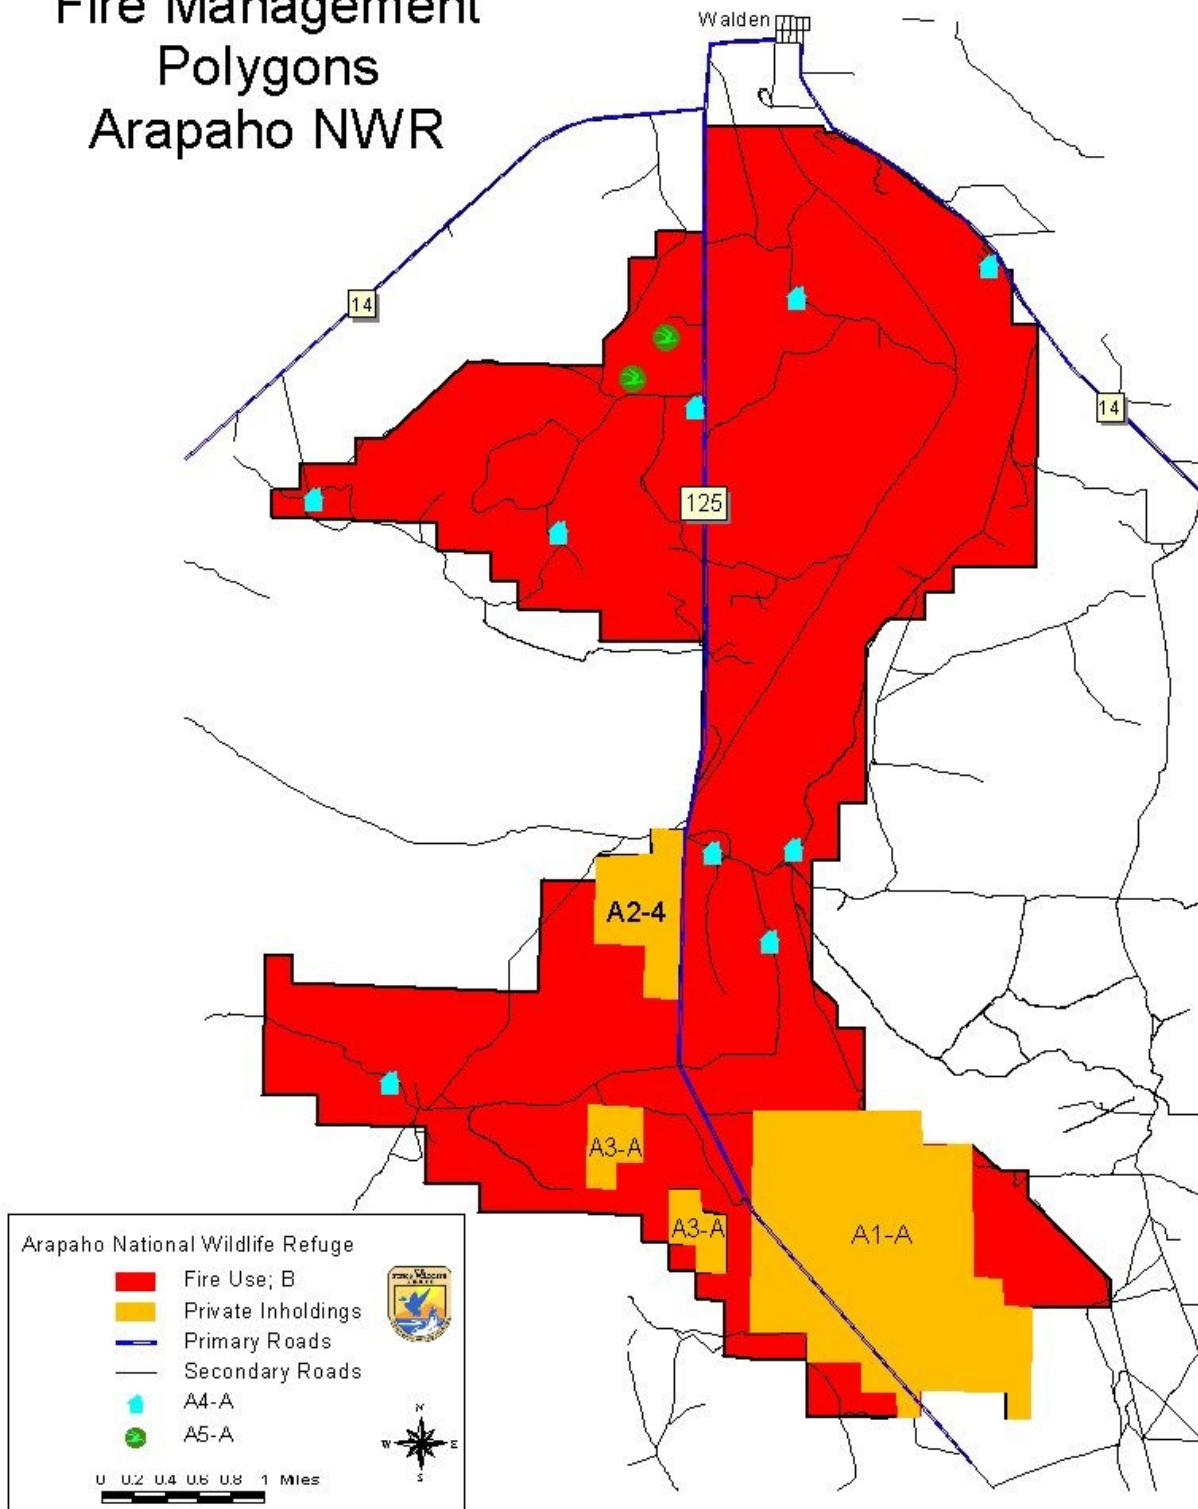 Fire Management
Polygons
Arapaho NWR
Walden
14
14
125
A2-4
A3-A
A3-A
A1-A
Arapaho National Wildlife Refuge
Fire Use; B
Private Inholdings
Primary Roads
Secondary Roads
A4-A
A5-A
N
W
E
S
0 0.2 0.4 0.6 0.8 1 Miles